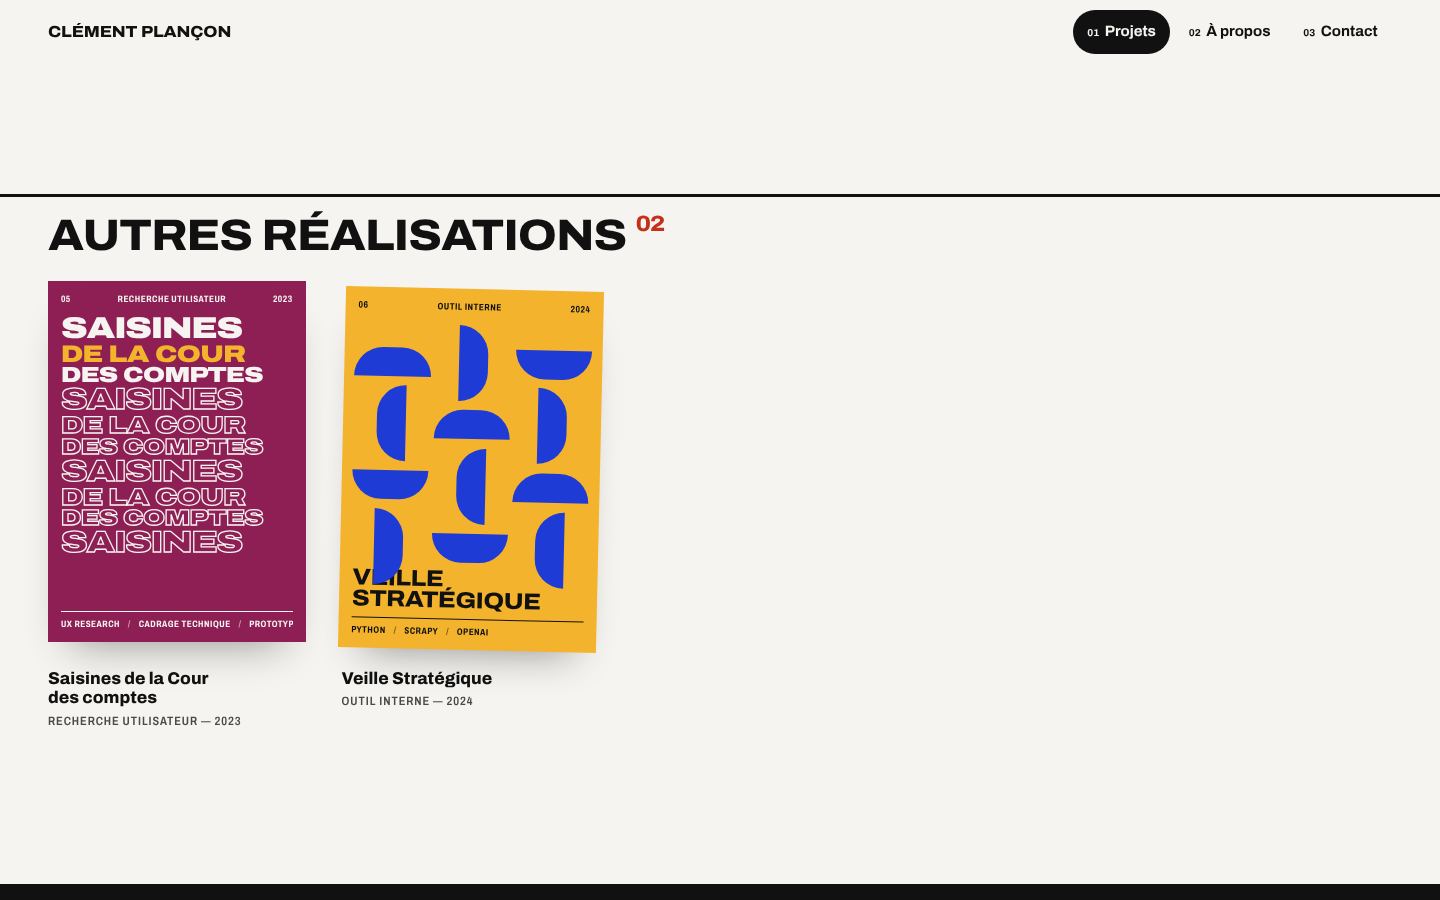 CLÉMENT PLANÇON
01 Projets
02 À propos
03 Contact
AUTRES RÉALISATIONS 02
05 RECHERCHE UTILISATEUR 2023
SAISINES
DE LA COUR
DES COMPTES
SAISINES
DE LA COUR
DES COMPTES
SAISINES
DE LA COUR
DES COMPTES
SAISINES
UX RESEARCH / CADRAGE TECHNIQUE / PROTOTYP
Saisines de la Cour
des comptes
RECHERCHE UTILISATEUR — 2023
06 OUTIL INTERNE 2024
VEILLE
STRATÉGIQUE
PYTHON / SCRAPY / OPENAI
Veille Stratégique
OUTIL INTERNE — 2024